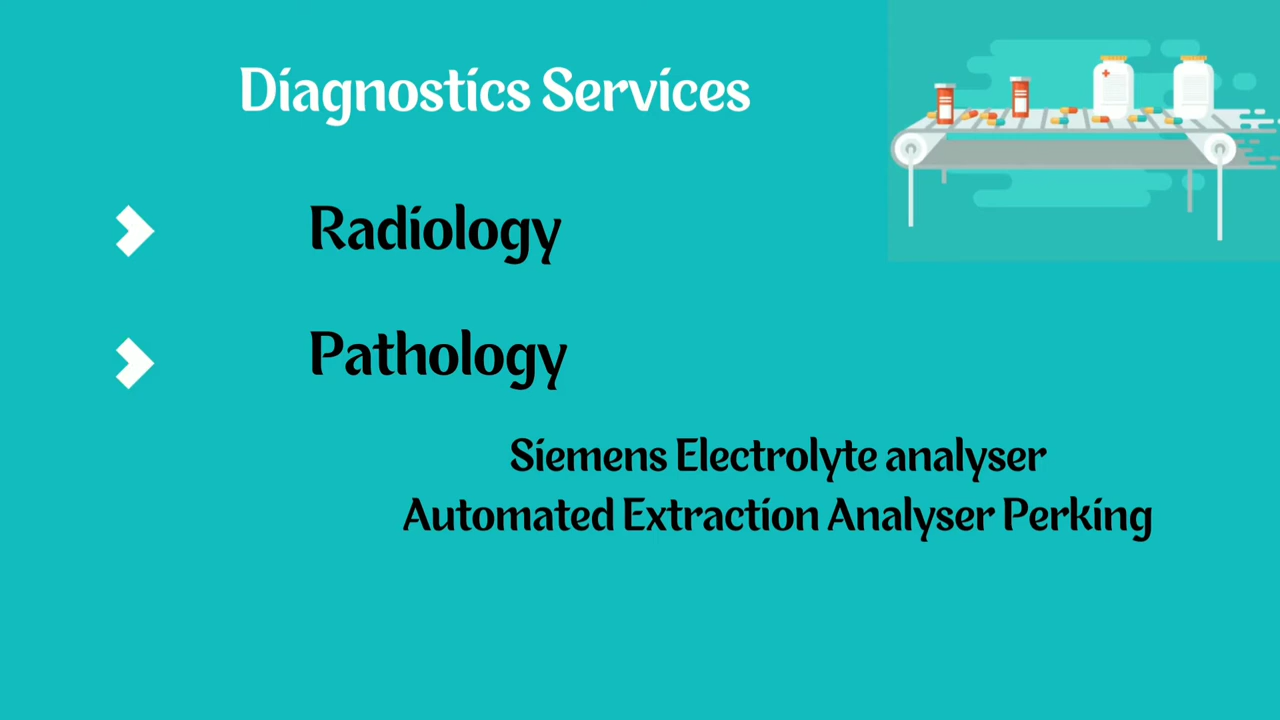 Diagnostics Services
Radiology
Pathology
Siemens Electrolyte analyser
Automated Extraction Analyser Perking